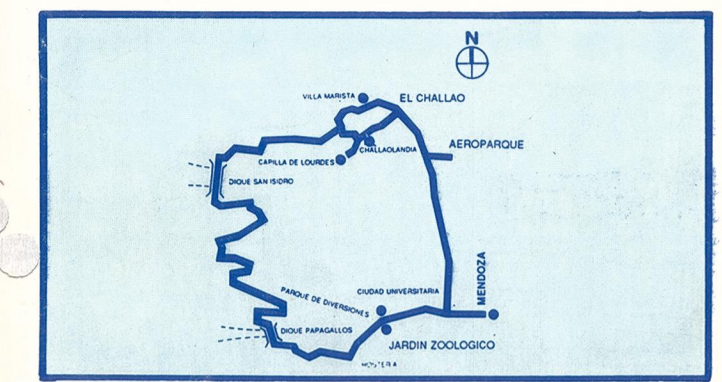 N
VILLA MARISTA
EL CHALLAO
CHALLAOLANDIA
AEROPARQUE
CAPILLA DE LOURDES
DIQUE SAN ISIDRO
MENDOZA
CIUDAD UNIVERSITARIA
PARQUE DE DIVERSIONES
DIQUE PAPAGALLOS
JARDIN ZOOLOGICO